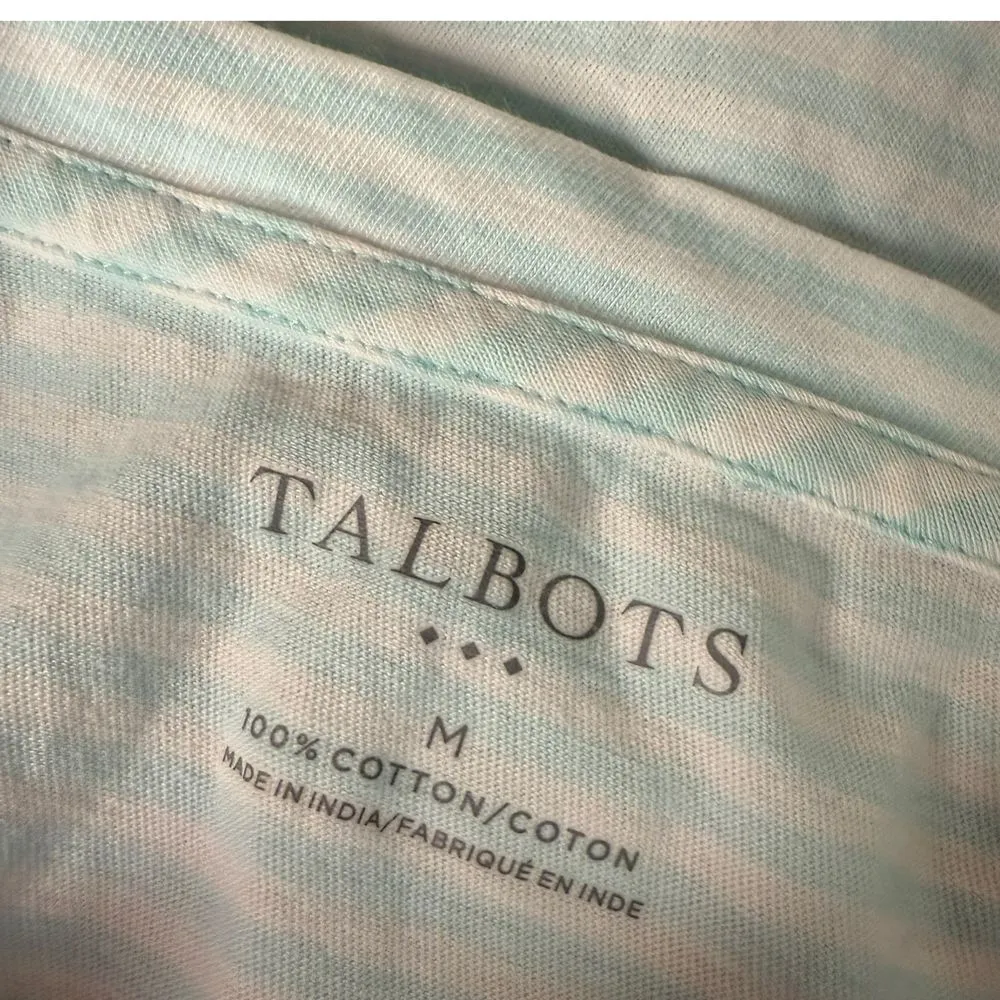 TALBOTS
M
100% COTTON/COTON
MADE IN INDIA/FABRIQUÉ EN INDE